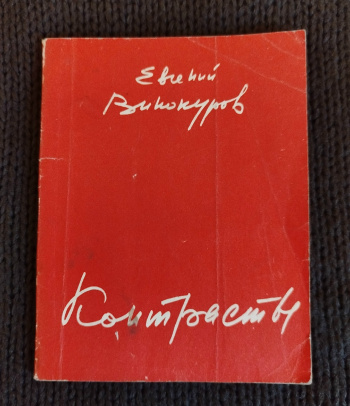 Евгений
Винокуров
Контрасты